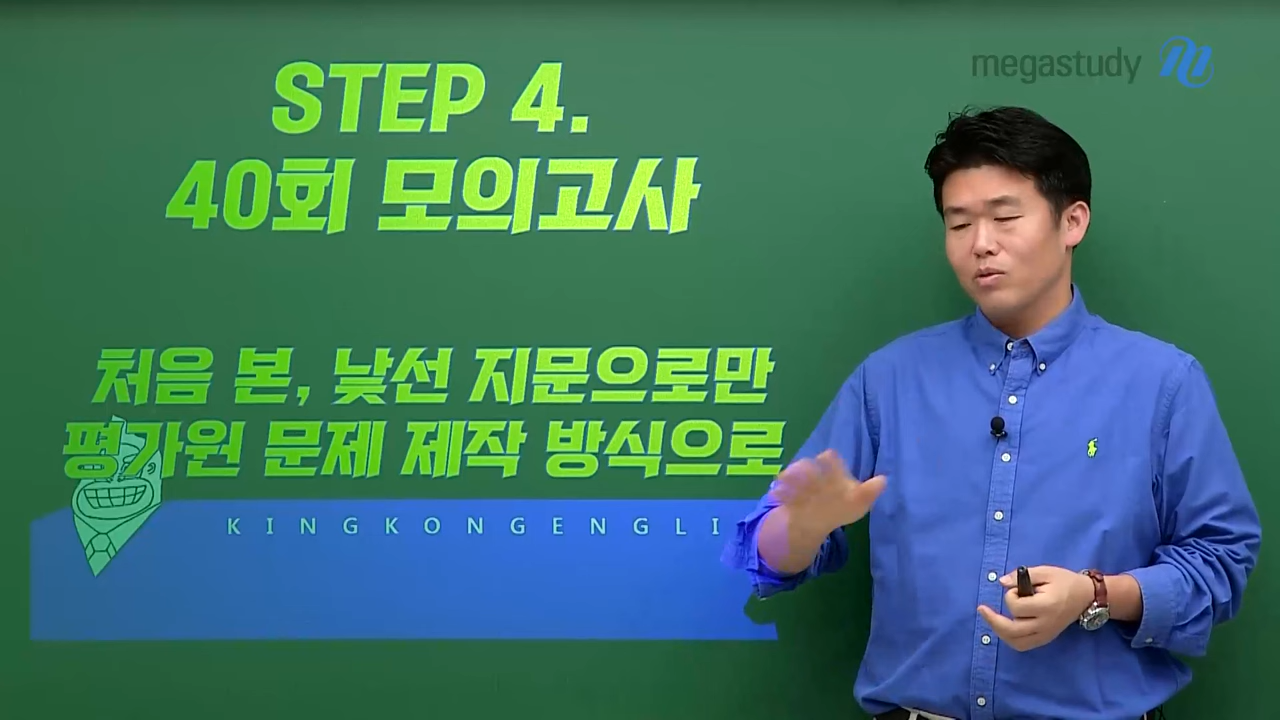 megastudy
STEP 4.
40회 모의고사
처음 본, 낯선 지문으로만
평가원 문제 제작 방식으로
KINGKONGENGLI